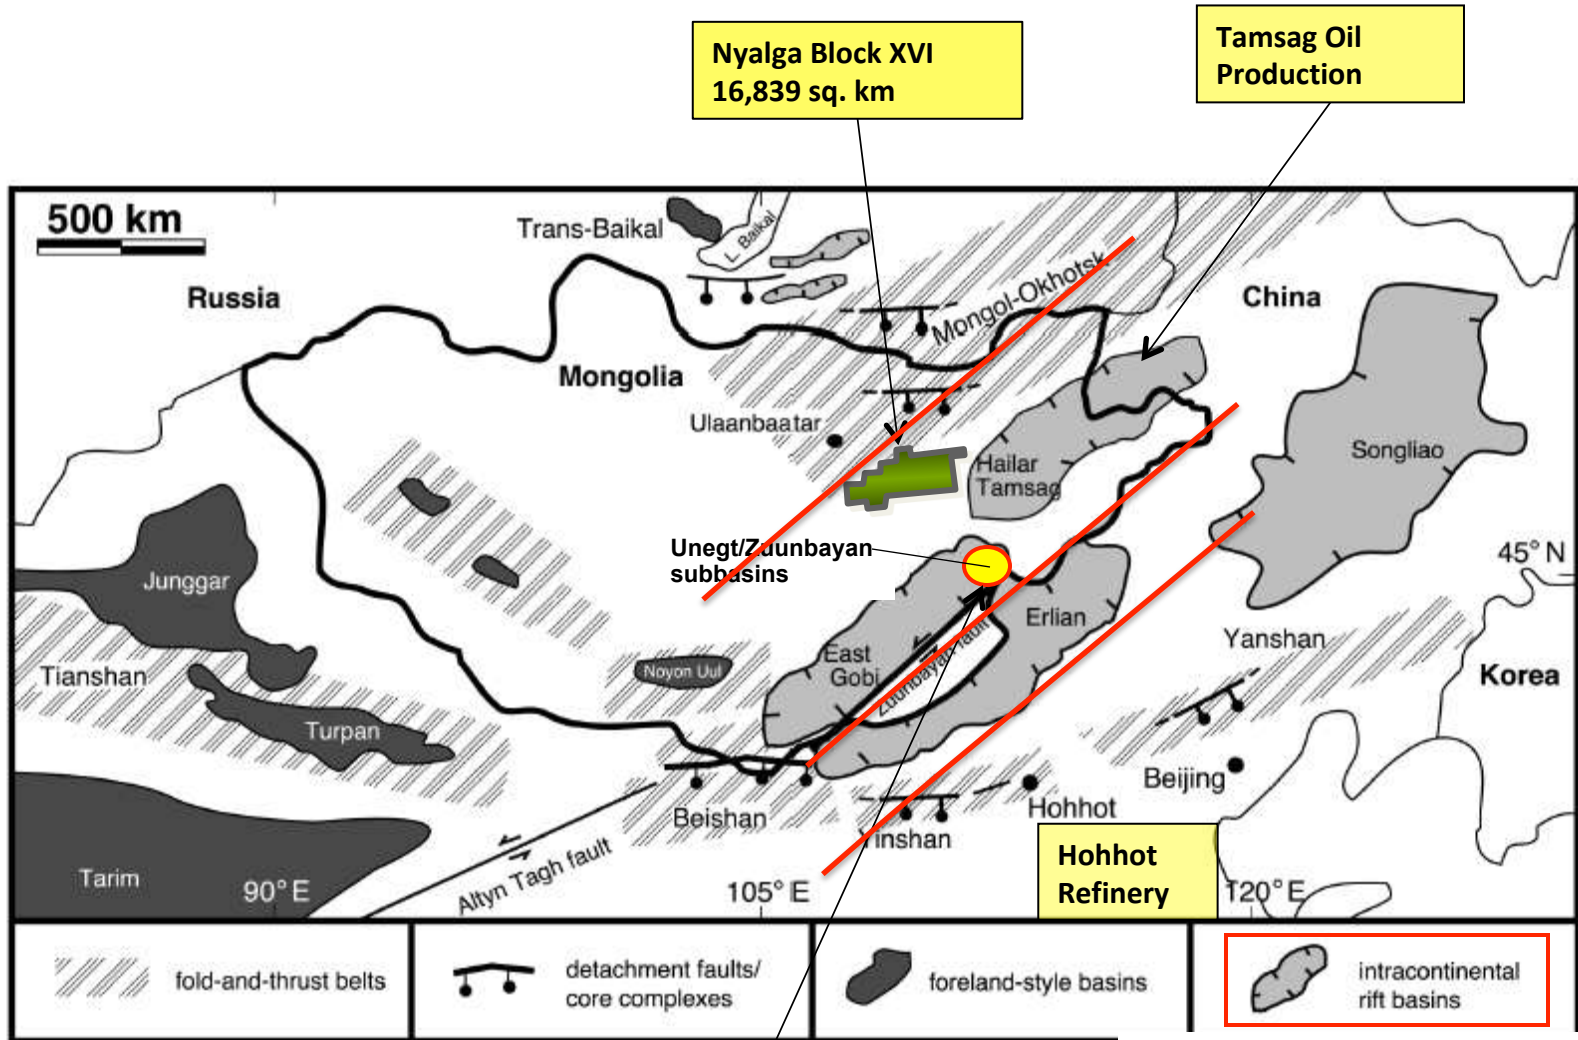 Nyalga Block XVI
16,839 sq. km
Tamsag Oil
Production
500 km
Trans-Baikal
L. Baikal
Russia
Mongol-Okhotsk
China
Mongolia
Ulaanbaatar
Hailar
Tamsag
Songliao
Unegt/Zuunbayan
subbasins
45° N
Junggar
Erlian
East
Gobi
Zuunbayan fault
Yanshan
Tianshan
Noyon Uul
Korea
Turpan
Beijing
Beishan
Hohhot
Yinshan
Altyn Tagh fault
Hohhot
Refinery
Tarim
90° E
105° E
120° E
fold-and-thrust belts
detachment faults/
core complexes
foreland-style basins
intracontinental
rift basins